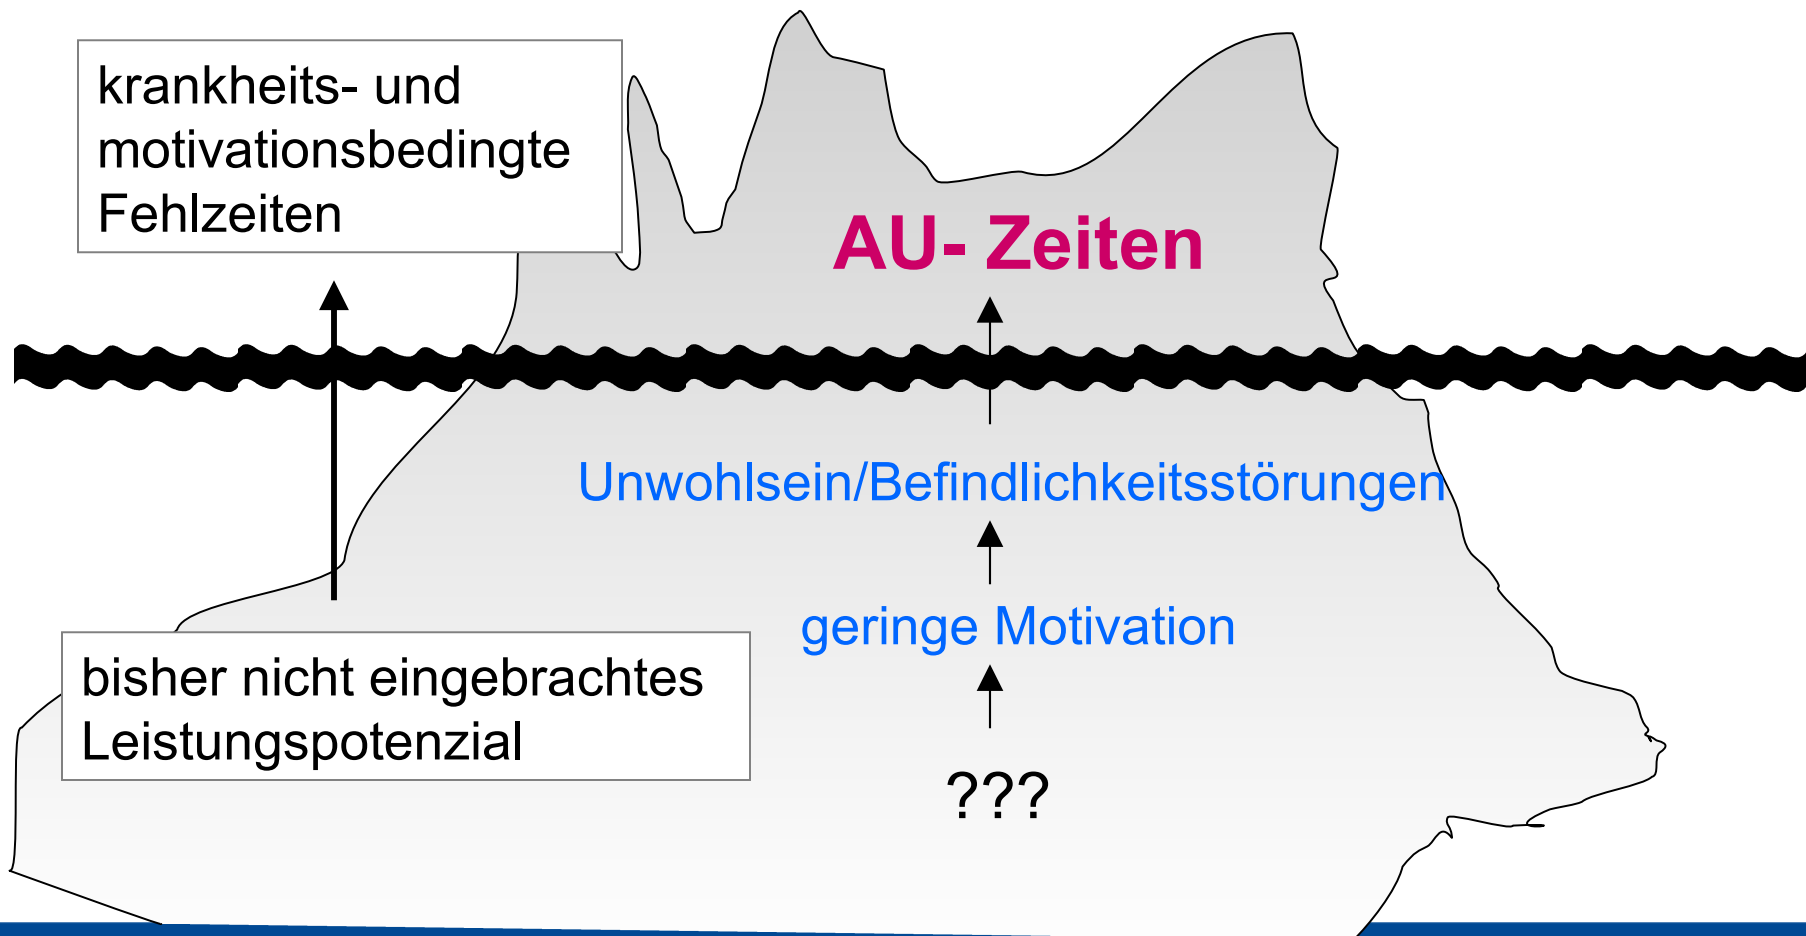 krankheits- und
motivationsbedingte
Fehlzeiten
AU- Zeiten
Unwohlsein/Befindlichkeitsstörungen
geringe Motivation
bisher nicht eingebrachtes
Leistungspotenzial
???